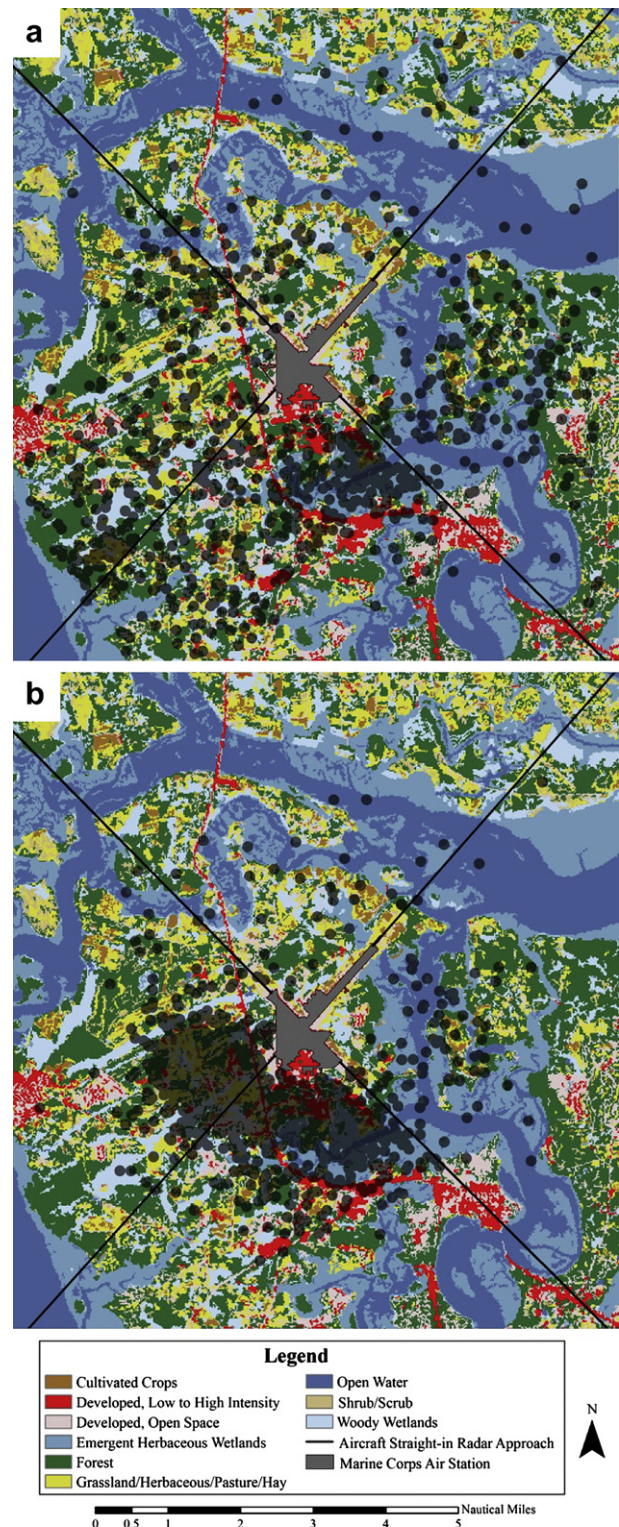 a
b
Legend
Cultivated Crops
Developed, Low to High Intensity
Developed, Open Space
Emergent Herbaceous Wetlands
Forest
Grassland/Herbaceous/Pasture/Hay
Open Water
Shrub/Scrub
Woody Wetlands
Aircraft Straight-in Radar Approach
Marine Corps Air Station
N
Nautical Miles
0 0.5 1 2 3 4 5